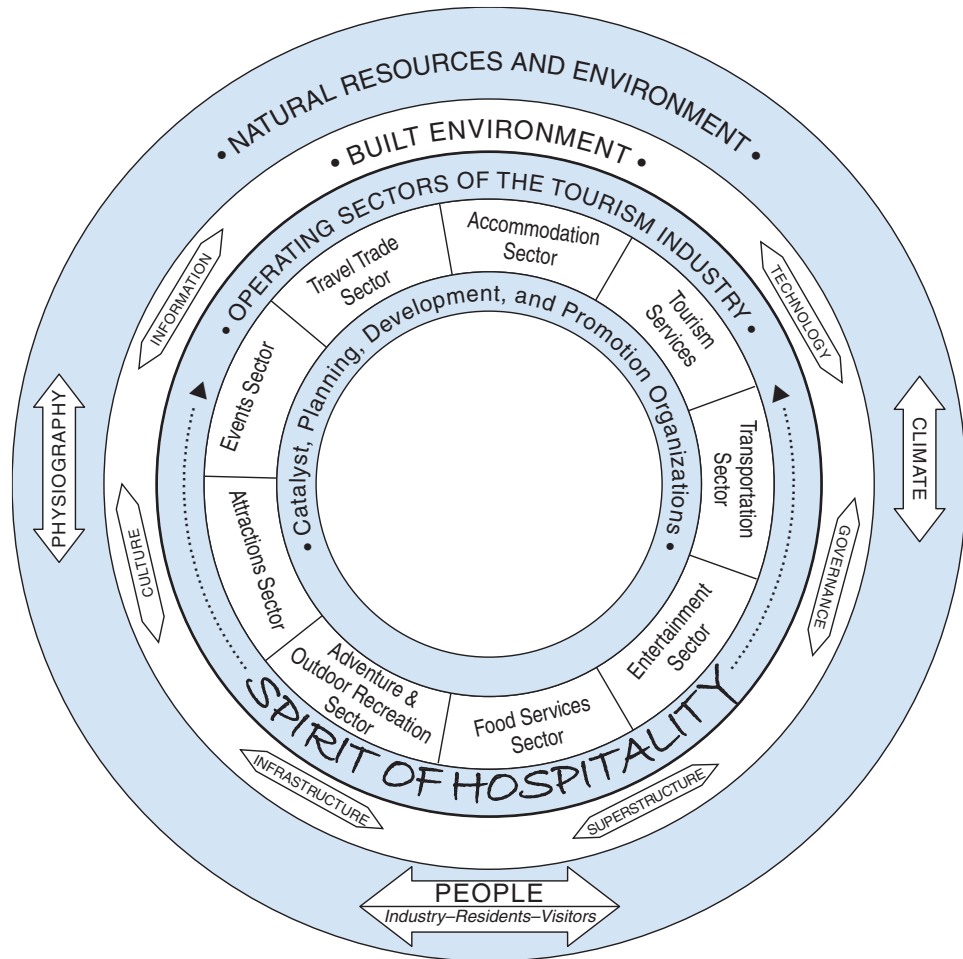 • NATURAL RESOURCES AND ENVIRONMENT •
• BUILT ENVIRONMENT •
• OPERATING SECTORS OF THE TOURISM INDUSTRY •
Accommodation
Sector
Travel Trade
Sector
Tourism
Services
Events Sector
Transportation
Sector
Attractions Sector
Entertainment
Sector
Adventure &
Outdoor Recreation
Sector
Food Services
Sector
• Catalyst, Planning, Development, and Promotion Organizations •
INFORMATION
TECHNOLOGY
PHYSIOGRAPHY
CLIMATE
CULTURE
GOVERNANCE
SPIRIT OF HOSPITALITY
INFRASTRUCTURE
SUPERSTRUCTURE
PEOPLE
Industry–Residents–Visitors